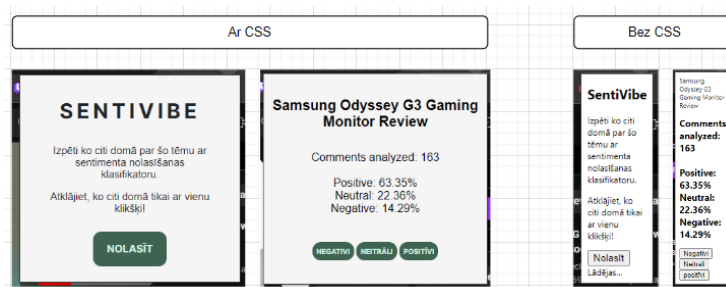 Ar CSS
Bez CSS
SENTIVIBE
Izpēti ko citi domā par šo tēmu ar
sentimenta nolasīšanas
klasifikatoru.
Atklājiet, ko citi domā tikai ar vienu
klikšķi!
NOLASĪT
Samsung Odyssey G3 Gaming
Monitor Review
Comments analyzed: 163
Positive: 63.35%
Neutral: 22.36%
Negative: 14.29%
NEGATIVI
NEITRĀLI
POSITĪVI
SentiVibe
Izpēti ko citi
domā par šo
tēmu ar
sentimenta
nolasīšanas
klasifikatoru.
Atklājiet, ko
citi domā tikai
ar vienu
klikšķi!
Nolasīt
Lādējas...
Samsung
Odyssey G3
Gaming Monitor
Review
Comments
analyzed:
163
Positive:
63.35%
Neutral:
22.36%
Negative:
14.29%
Negatīvi
Neitrāli
positīvi